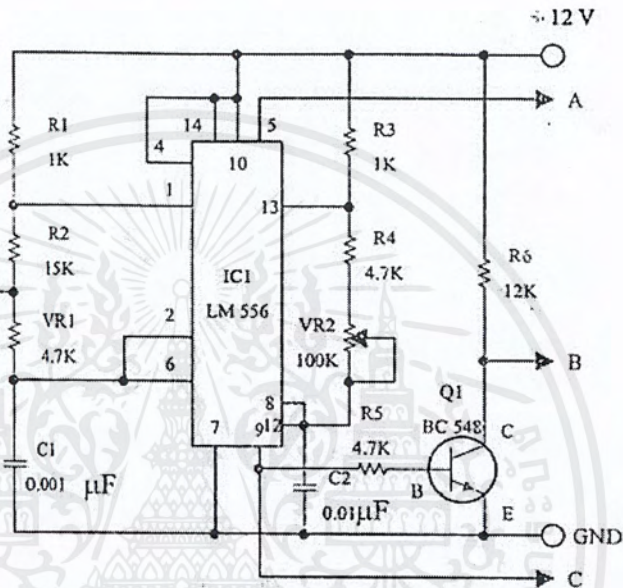 + 12 V
A
R1
1K
14
4
5
10
R3
1K
1
13
R2
15K
R4
4.7K
R6
12K
IC1
LM 556
VR1
4.7K
2
6
VR2
100K
B
8
12
7
9
R5
4.7K
Q1
BC 548
C
B
E
C1
0.001 µF
C2
0.01µF
GND
C